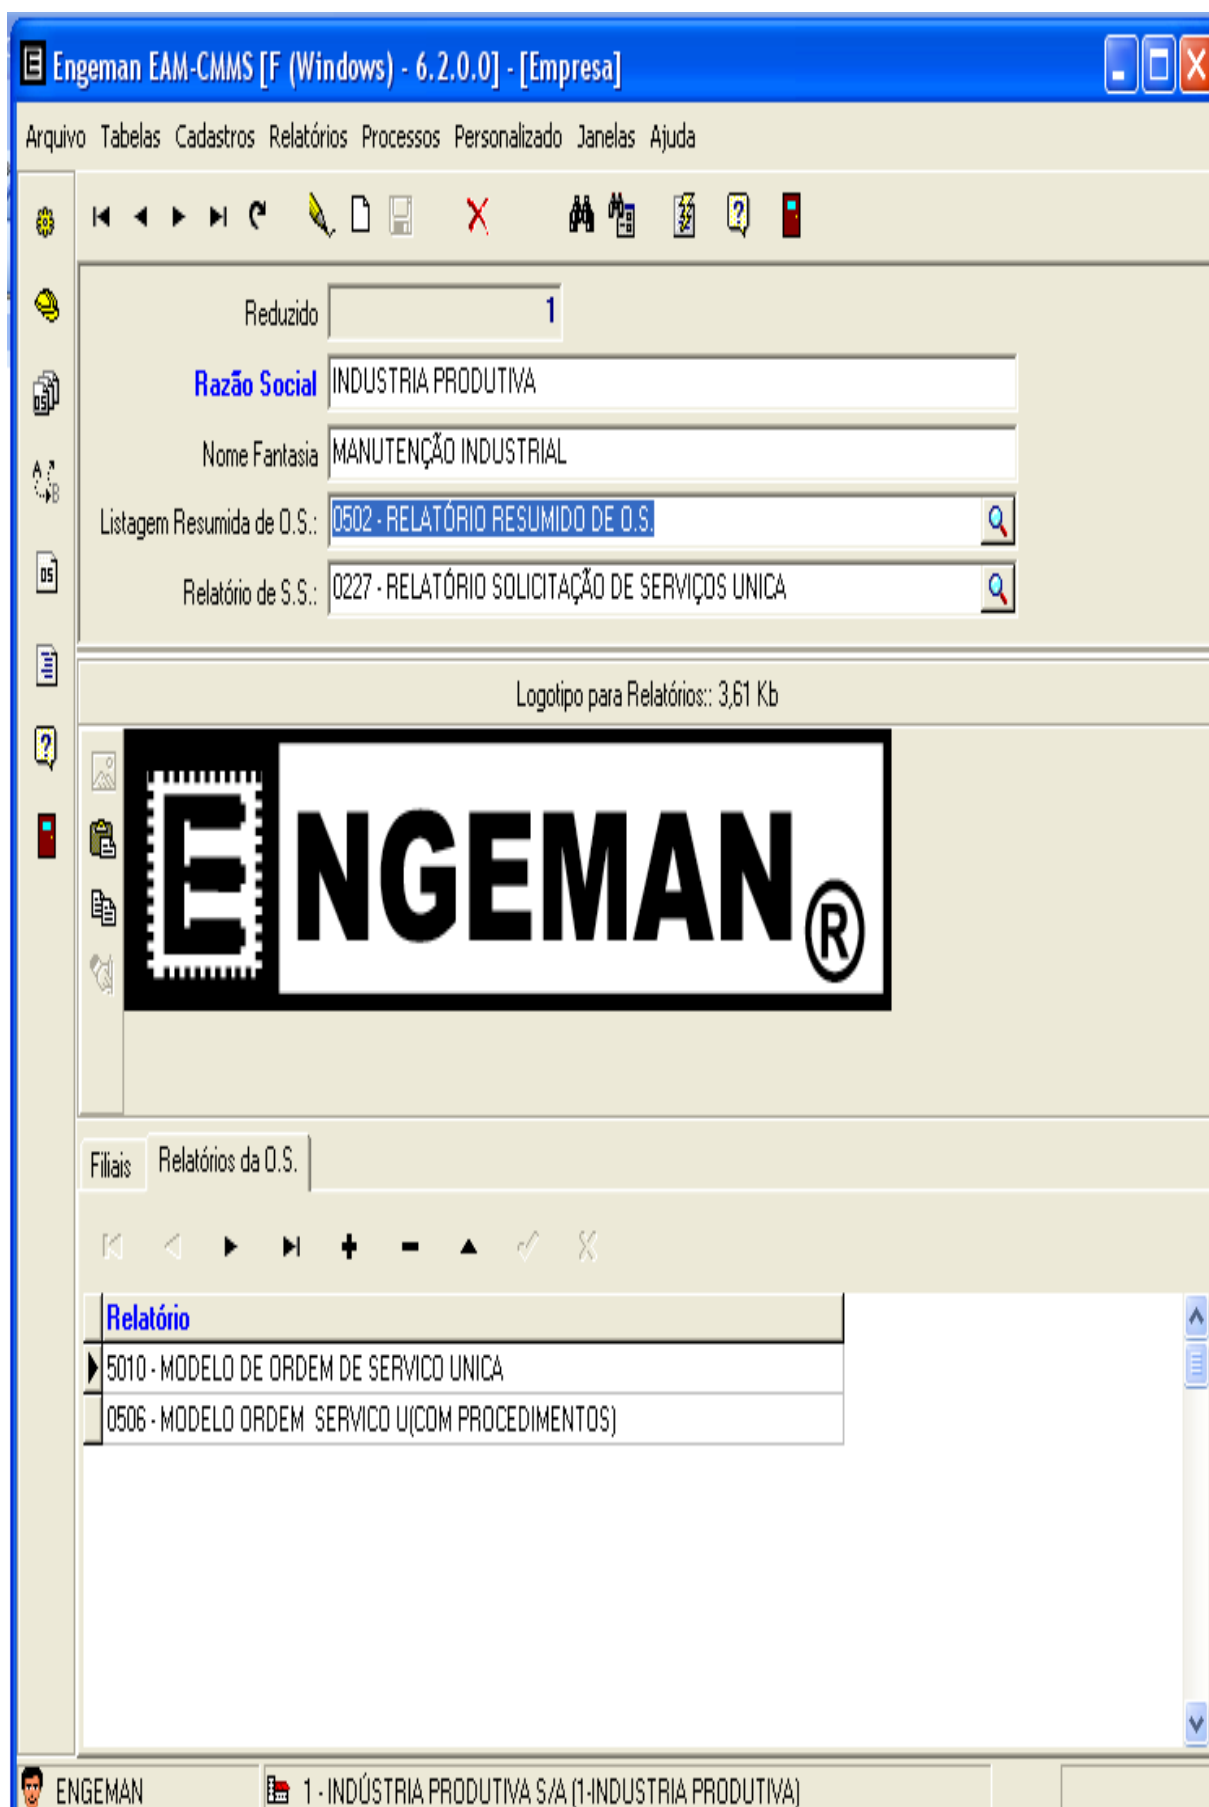 Engeman EAM-CMMS [F (Windows) - 6.2.0.0] - [Empresa]
Arquivo Tabelas Cadastros Relatórios Processos Personalizado Janelas Ajuda
Reduzido 1
Razão Social INDUSTRIA PRODUTIVA
Nome Fantasia MANUTENÇÃO INDUSTRIAL
Listagem Resumida de O.S.: 0502 - RELATÓRIO RESUMIDO DE O.S.
Relatório de S.S.: 0227 - RELATÓRIO SOLICITAÇÃO DE SERVIÇOS UNICA
Logotipo para Relatórios:: 3,61 Kb
ENGEMAN®
Filiais Relatórios da O.S.
Relatório
5010 - MODELO DE ORDEM DE SERVICO UNICA
0506 - MODELO ORDEM SERVICO U(COM PROCEDIMENTOS)
ENGEMAN 1 - INDÚSTRIA PRODUTIVA S/A (1-INDUSTRIA PRODUTIVA)